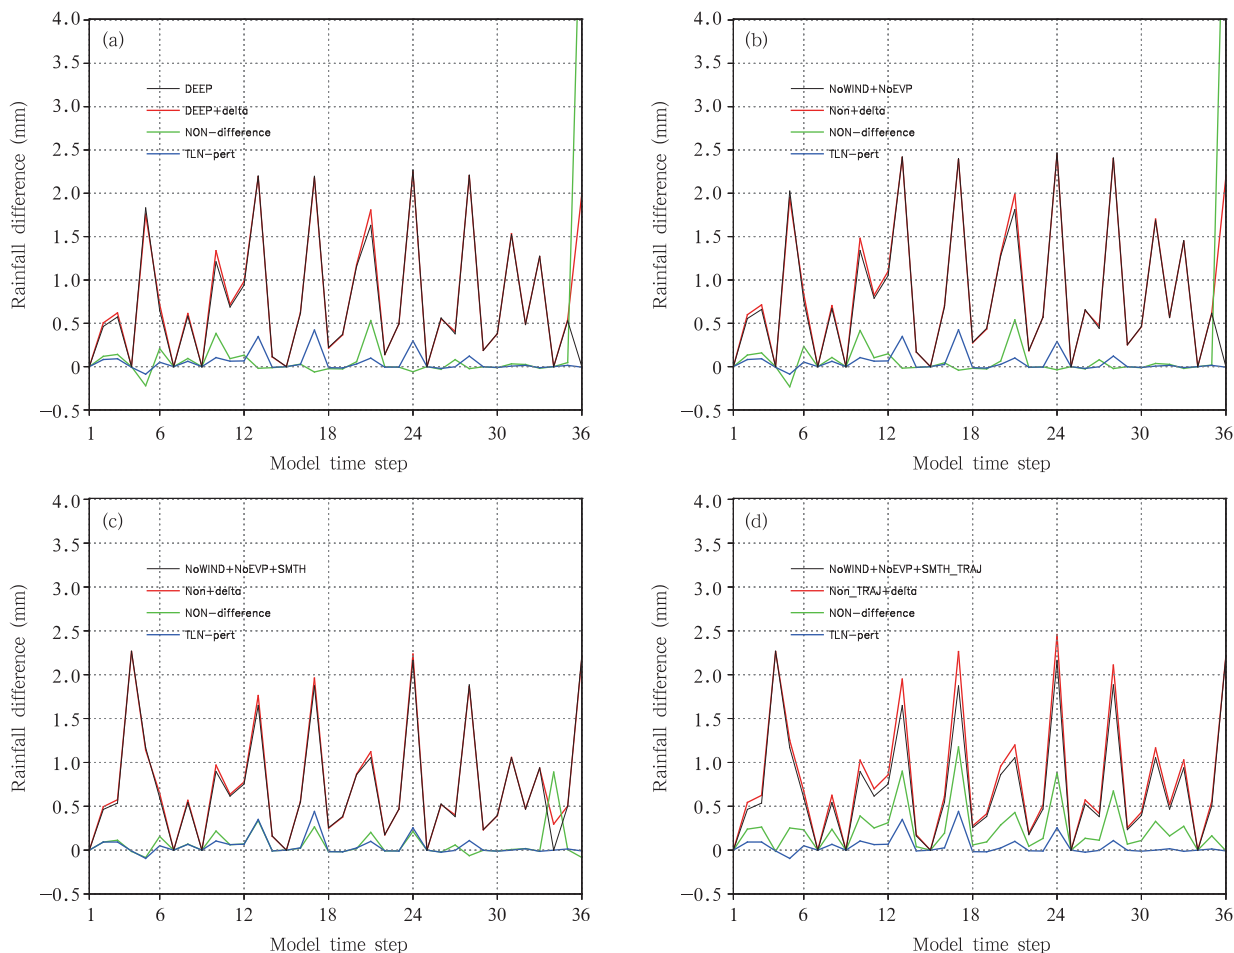 (a)
Rainfall difference (mm)
4.0
3.5
3.0
2.5
2.0
1.5
1.0
0.5
0
−0.5
DEEP
DEEP+delta
NON−difference
TLN−pert
1 6 12 18 24 30 36
Model time step
(b)
Rainfall difference (mm)
4.0
3.5
3.0
2.5
2.0
1.5
1.0
0.5
0
−0.5
NoWIND+NoEVP
Non+delta
NON−difference
TLN−pert
1 6 12 18 24 30 36
Model time step
(c)
Rainfall difference (mm)
4.0
3.5
3.0
2.5
2.0
1.5
1.0
0.5
0
−0.5
NoWIND+NoEVP+SMTH
Non+delta
NON−difference
TLN−pert
1 6 12 18 24 30 36
Model time step
(d)
Rainfall difference (mm)
4.0
3.5
3.0
2.5
2.0
1.5
1.0
0.5
0
−0.5
NoWIND+NoEVP+SMTH_TRAJ
Non_TRAJ+delta
NON−difference
TLN−pert
1 6 12 18 24 30 36
Model time step